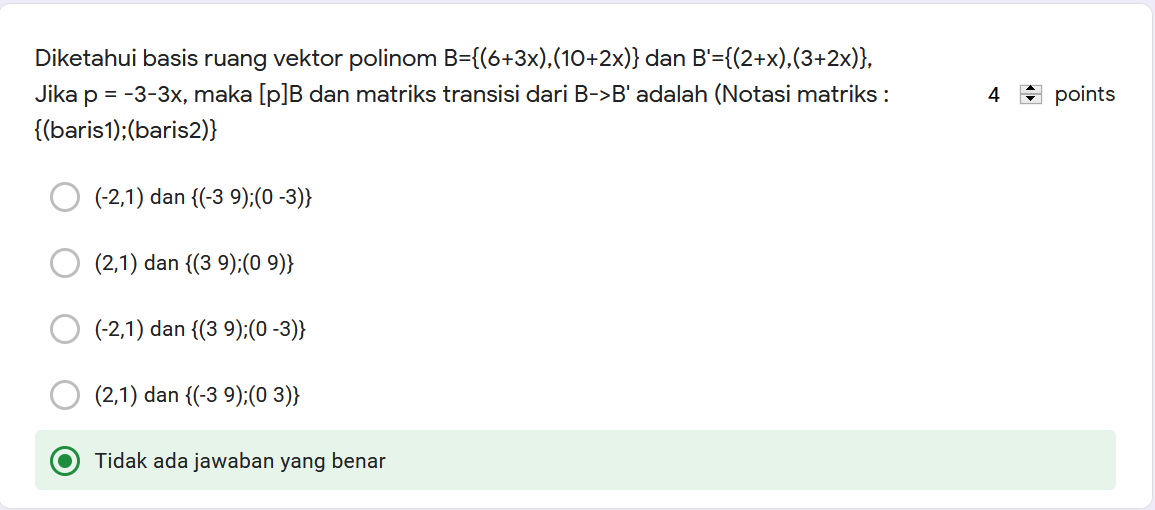 Diketahui basis ruang vektor polinom B={(6+3x),(10+2x)} dan B'={(2+x),(3+2x)},
Jika p = -3-3x, maka [p]B dan matriks transisi dari B->B' adalah (Notasi matriks :
{(baris1);(baris2)}
4 points
(-2,1) dan {(-3 9);(0 -3)}
(2,1) dan {(3 9);(0 9)}
(-2,1) dan {(3 9);(0 -3)}
(2,1) dan {(-3 9);(0 3)}
Tidak ada jawaban yang benar